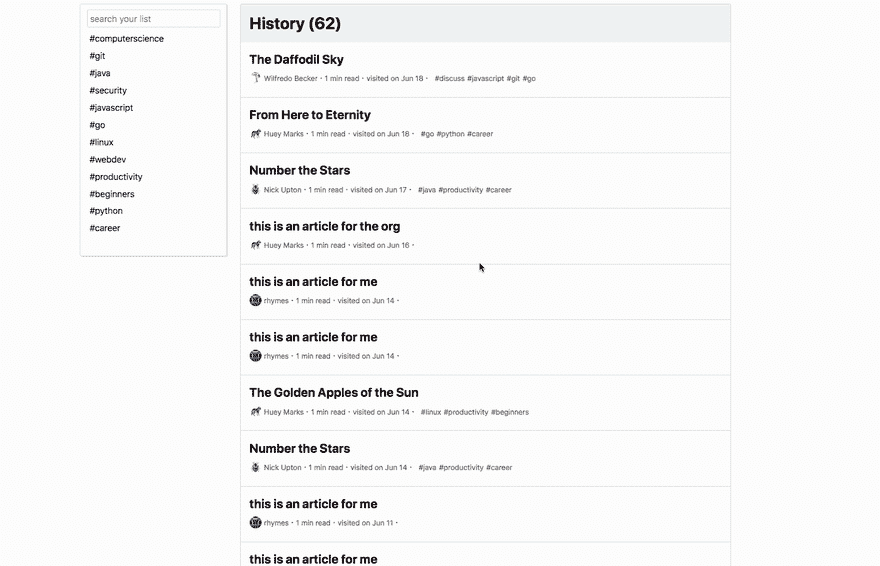 search your list
#computerscience
#git
#java
#security
#javascript
#go
#linux
#webdev
#productivity
#beginners
#python
#career
History (62)
The Daffodil Sky
Wilfredo Becker · 1 min read · visited on Jun 18 · #discuss #javascript #git #go
From Here to Eternity
Huey Marks · 1 min read · visited on Jun 18 · #go #python #career
Number the Stars
Nick Upton · 1 min read · visited on Jun 17 · #java #productivity #career
this is an article for the org
Huey Marks · 1 min read · visited on Jun 16 ·
this is an article for me
rhymes · 1 min read · visited on Jun 14 ·
this is an article for me
rhymes · 1 min read · visited on Jun 14 ·
The Golden Apples of the Sun
Huey Marks · 1 min read · visited on Jun 14 · #linux #productivity #beginners
Number the Stars
Nick Upton · 1 min read · visited on Jun 14 · #java #productivity #career
this is an article for me
rhymes · 1 min read · visited on Jun 11 ·
this is an article for me